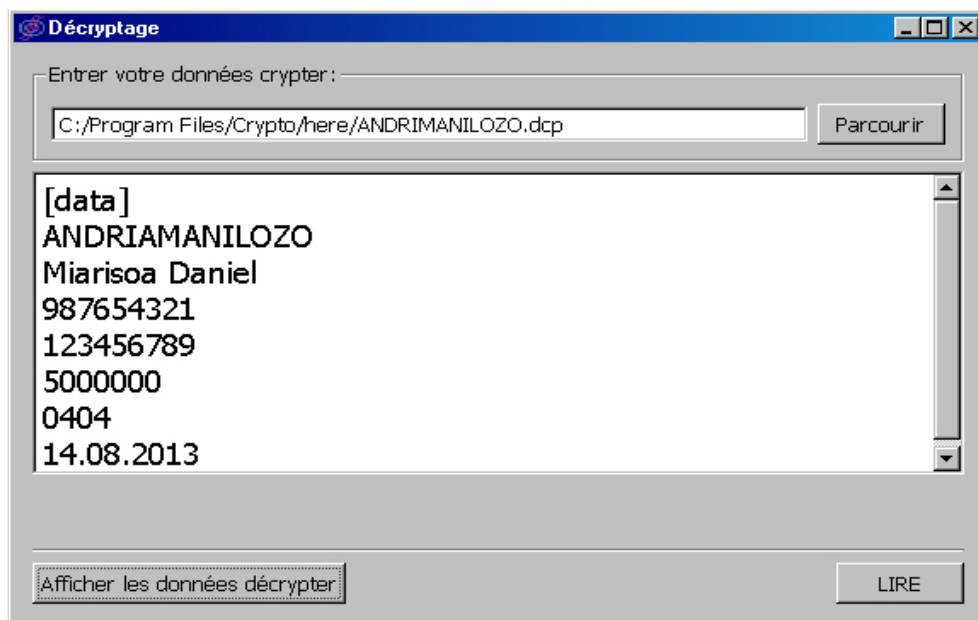 Décryptage
Entrer votre données crypter:
C:/Program Files/Crypto/here/ANDRIMANILOZO.dcp
Parcourir
[data]
ANDRIAMANILOZO
Miarisoa Daniel
987654321
123456789
5000000
0404
14.08.2013
Afficher les données décrypter
LIRE